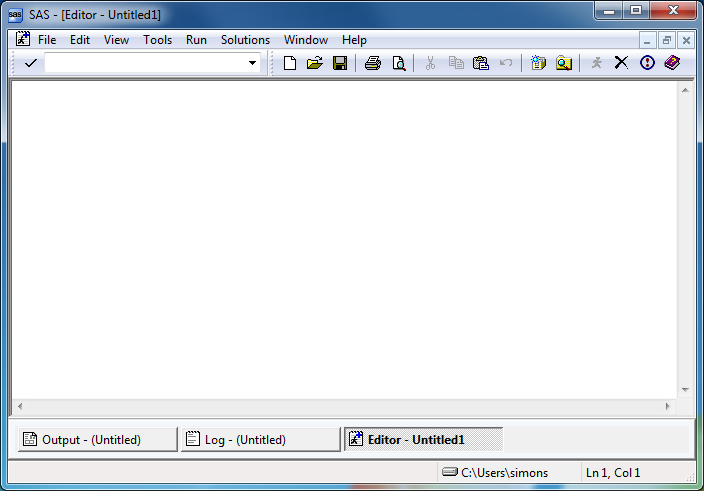 sas SAS - [Editor - Untitled1]
File Edit View Tools Run Solutions Window Help
Output - (Untitled) Log - (Untitled) Editor - Untitled1
C:\Users\simons Ln 1, Col 1